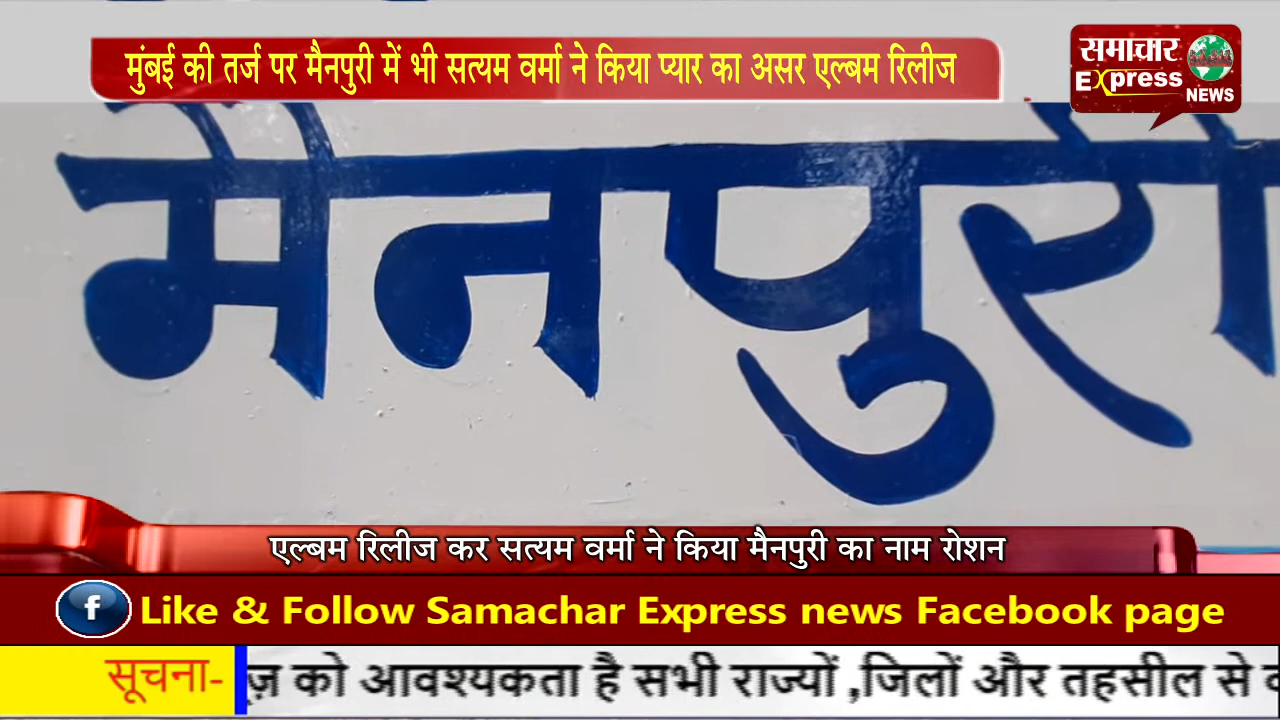 मुंबई की तर्ज पर मैनपुरी में भी सत्यम वर्मा ने किया प्यार का असर एल्बम रिलीज
समाचार
Express
NEWS
मैनपुरी
एल्बम रिलीज कर सत्यम वर्मा ने किया मैनपुरी का नाम रोशन
f Like & Follow Samachar Express news Facebook page
सूचना- ज़ को आवश्यकता है सभी राज्यों ,जिलों और तहसील से